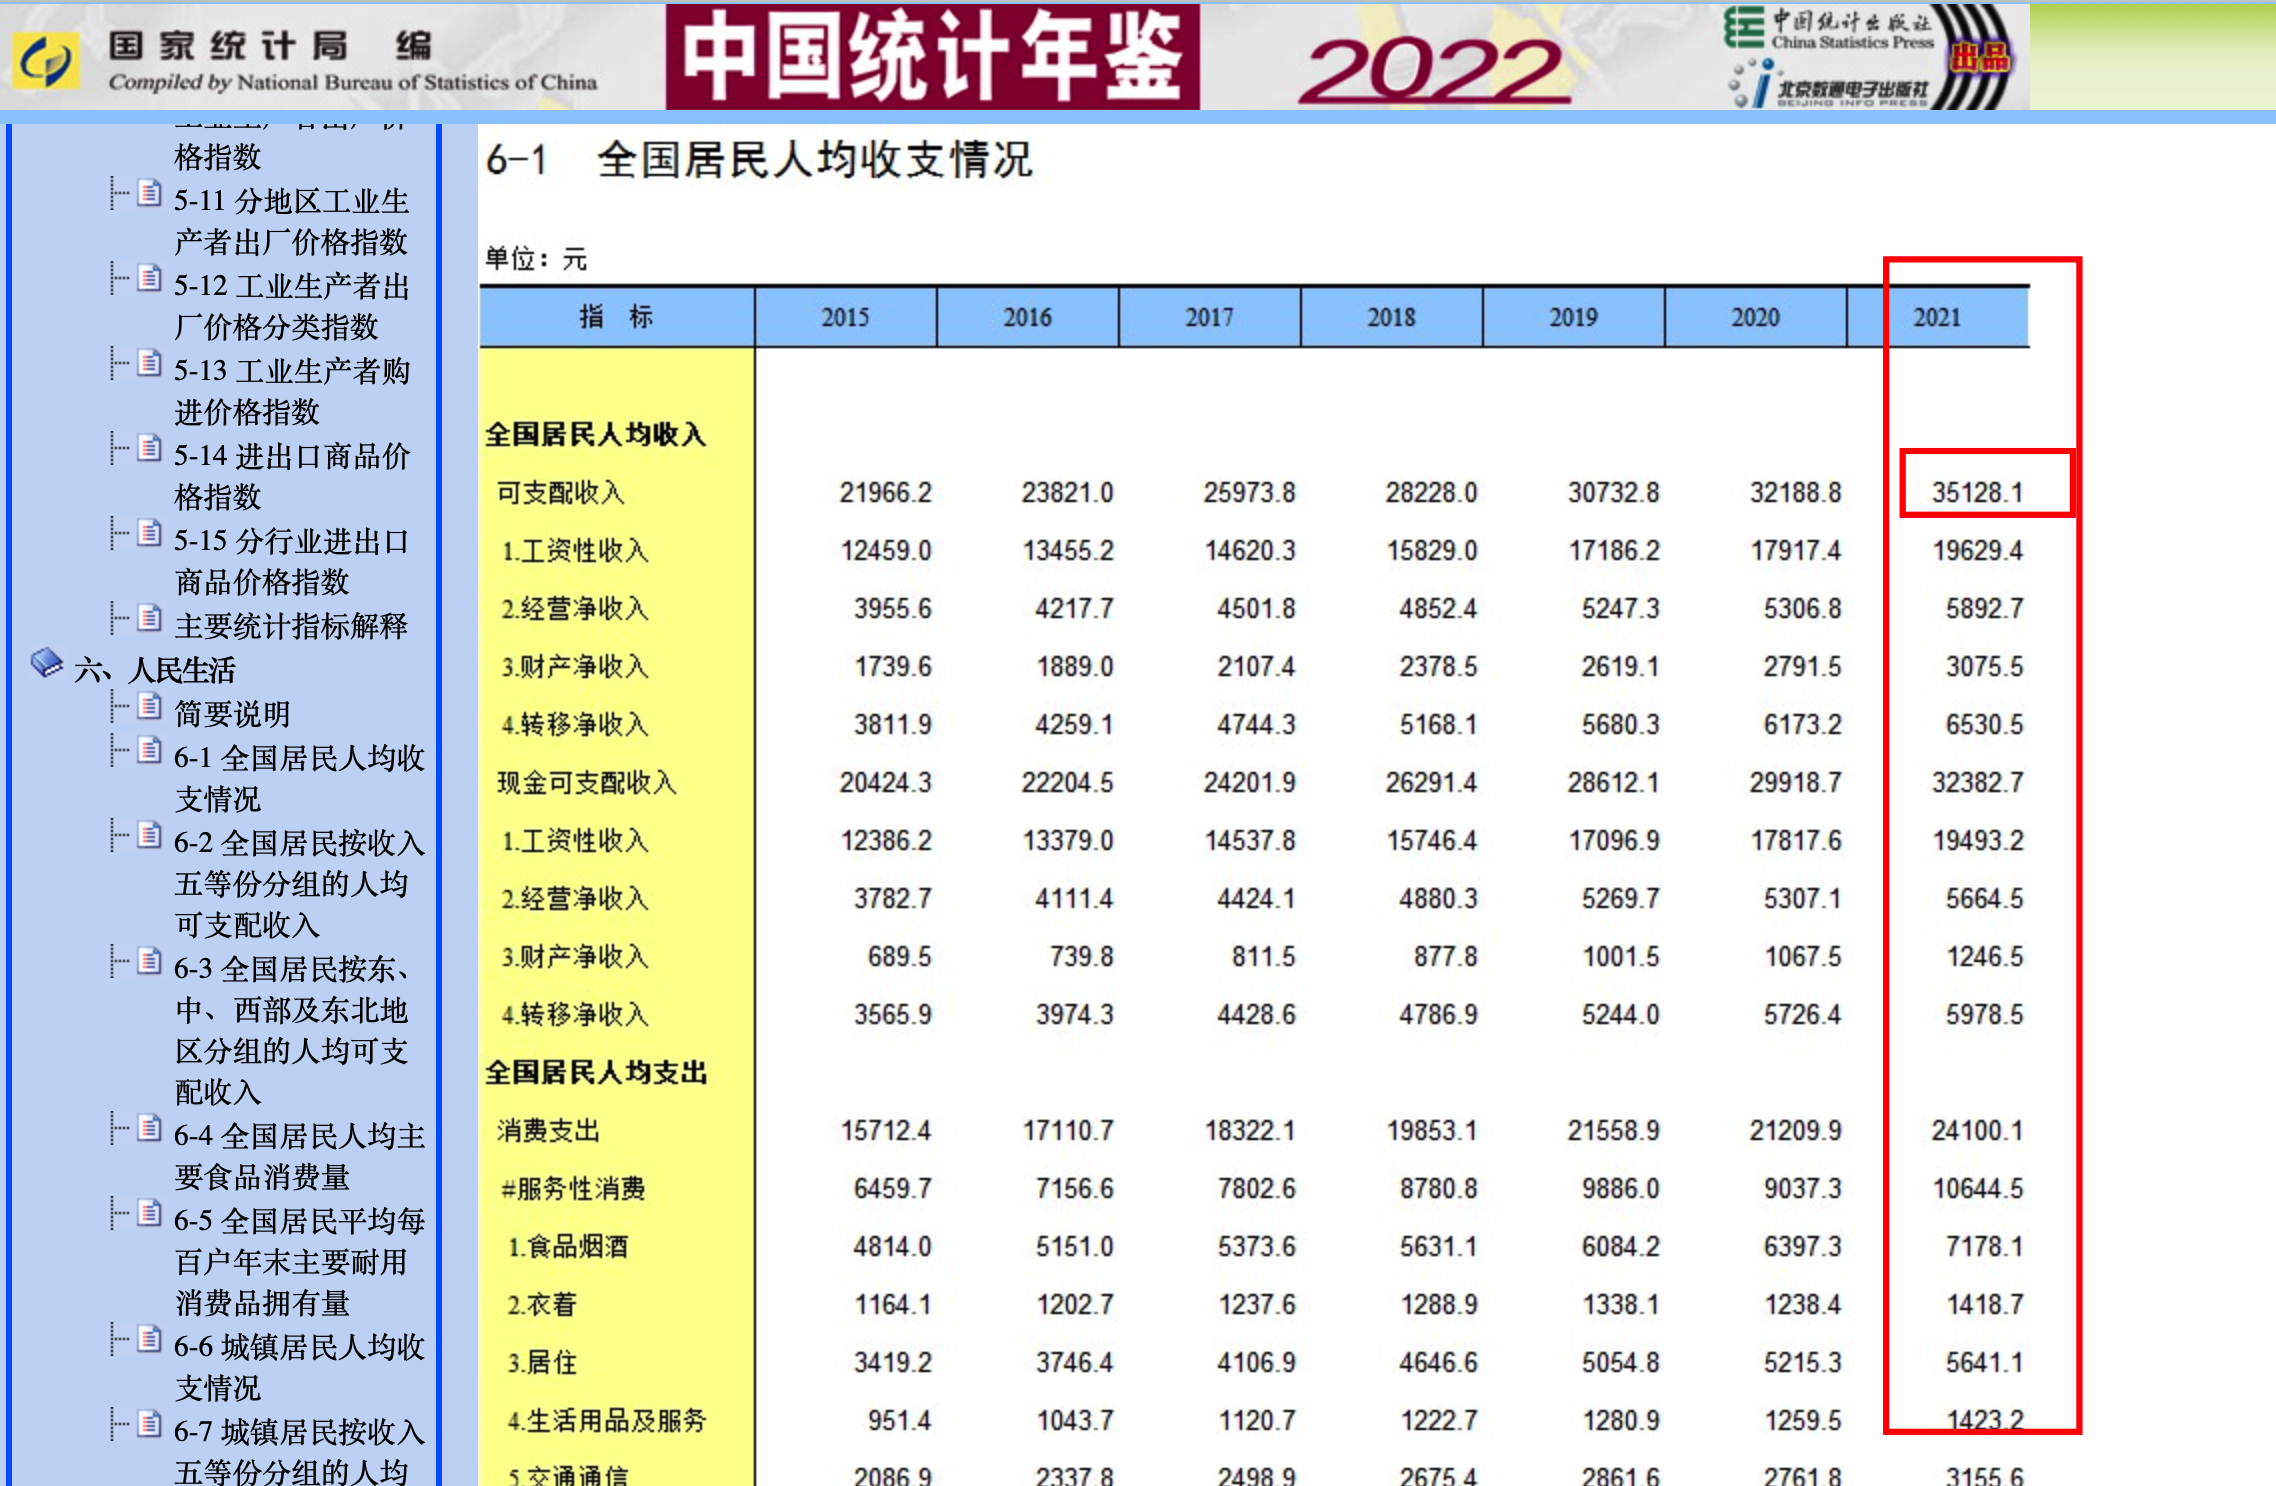 国家统计局 编
Compiled by National Bureau of Statistics of China
中国统计年鉴
2022
中国统计出版社
China Statistics Press
北京数通电子出版社
BEIJING INFO PRESS
出品
格指数
5-11 分地区工业生
产者出厂价格指数
5-12 工业生产者出
厂价格分类指数
5-13 工业生产者购
进价格指数
5-14 进出口商品价
格指数
5-15 分行业进出口
商品价格指数
主要统计指标解释
六、人民生活
简要说明
6-1 全国居民人均收
支情况
6-2 全国居民按收入
五等份分组的人均
可支配收入
6-3 全国居民按东、
中、西部及东北地
区分组的人均可支
配收入
6-4 全国居民人均主
要食品消费量
6-5 全国居民平均每
百户年末主要耐用
消费品拥有量
6-6 城镇居民人均收
支情况
6-7 城镇居民按收入
五等份分组的人均
6-1 全国居民人均收支情况
单位：元
指 标 2015 2016 2017 2018 2019 2020 2021
全国居民人均收入
可支配收入 21966.2 23821.0 25973.8 28228.0 30732.8 32188.8 35128.1
1.工资性收入 12459.0 13455.2 14620.3 15829.0 17186.2 17917.4 19629.4
2.经营净收入 3955.6 4217.7 4501.8 4852.4 5247.3 5306.8 5892.7
3.财产净收入 1739.6 1889.0 2107.4 2378.5 2619.1 2791.5 3075.5
4.转移净收入 3811.9 4259.1 4744.3 5168.1 5680.3 6173.2 6530.5
现金可支配收入 20424.3 22204.5 24201.9 26291.4 28612.1 29918.7 32382.7
1.工资性收入 12386.2 13379.0 14537.8 15746.4 17096.9 17817.6 19493.2
2.经营净收入 3782.7 4111.4 4424.1 4880.3 5269.7 5307.1 5664.5
3.财产净收入 689.5 739.8 811.5 877.8 1001.5 1067.5 1246.5
4.转移净收入 3565.9 3974.3 4428.6 4786.9 5244.0 5726.4 5978.5
全国居民人均支出
消费支出 15712.4 17110.7 18322.1 19853.1 21558.9 21209.9 24100.1
#服务性消费 6459.7 7156.6 7802.6 8780.8 9886.0 9037.3 10644.5
1.食品烟酒 4814.0 5151.0 5373.6 5631.1 6084.2 6397.3 7178.1
2.衣着 1164.1 1202.7 1237.6 1288.9 1338.1 1238.4 1418.7
3.居住 3419.2 3746.4 4106.9 4646.6 5054.8 5215.3 5641.1
4.生活用品及服务 951.4 1043.7 1120.7 1222.7 1280.9 1259.5 1423.2
5.交通通信 2086.9 2337.8 2498.9 2675.4 2861.6 2761.8 3155.6